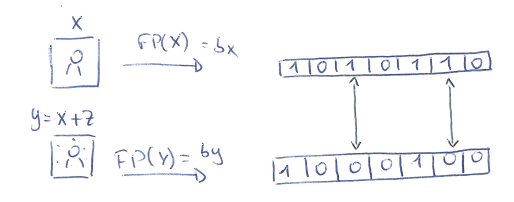 x
FP(X) = bx
1 0 1 1 0 1 1 1 0
y=x+z
FP(Y) = by
1 0 0 0 0 1 0 0